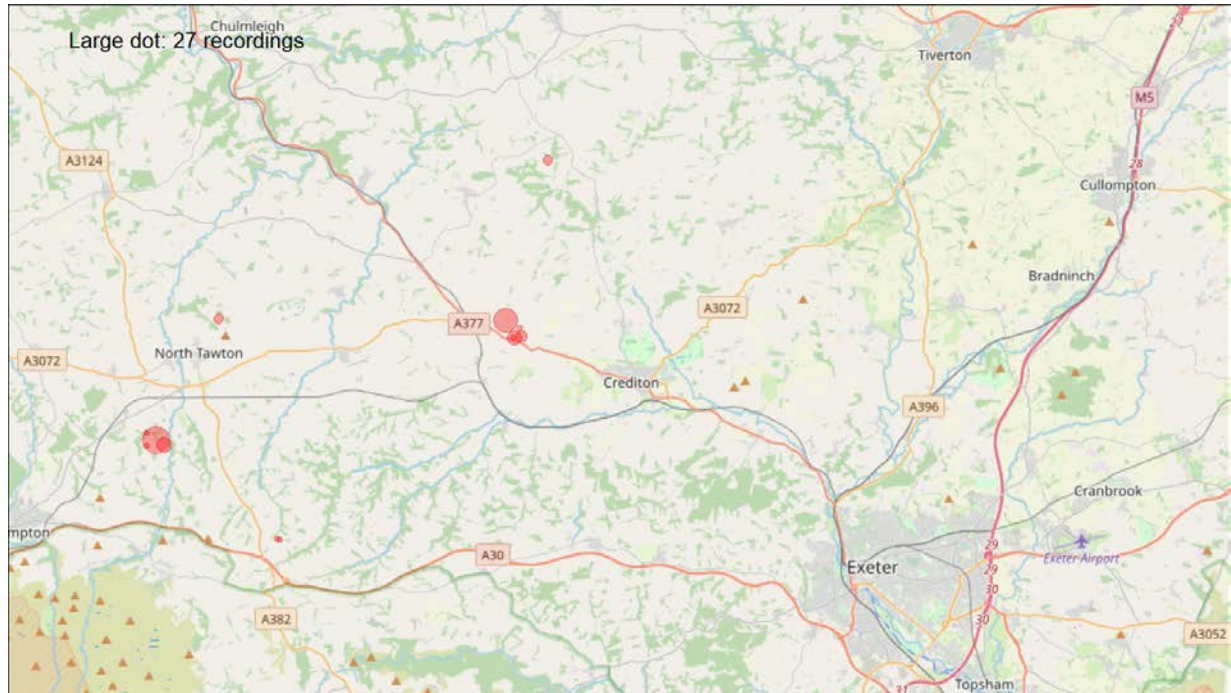 Chulmleigh
Large dot: 27 recordings
Tiverton
M5
A3124
28
Cullompton
Bradninch
A3072
A377
North Tawton
A3072
Crediton
A396
Cranbrook
mpton
A30
29
Exeter Airport
29
Exeter
30
30
A382
A3052
31
Topsham